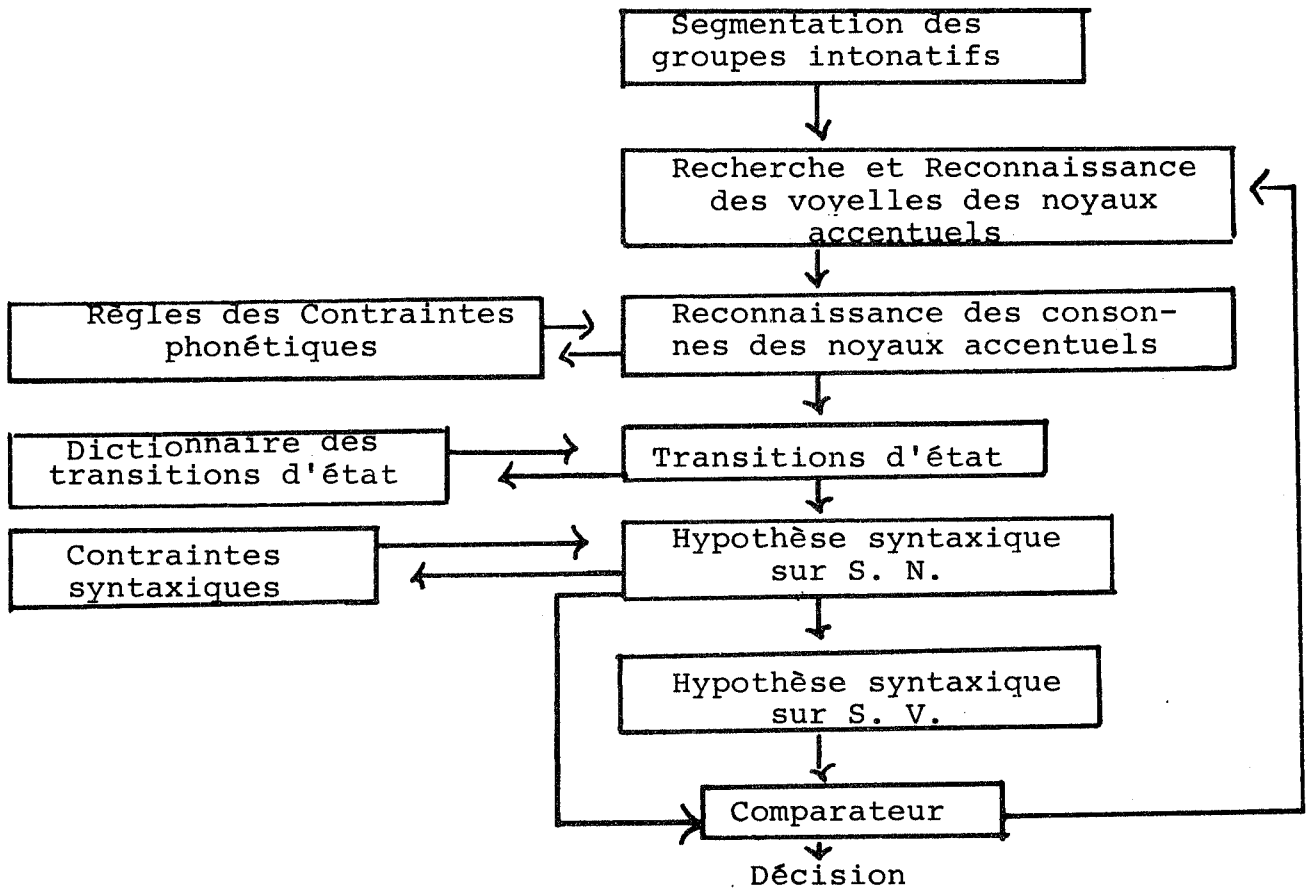 Segmentation des
groupes intonatifs
Recherche et Reconnaissance
des voyelles des noyaux
accentuels
Règles des Contraintes
phonétiques
Reconnaissance des conson-
nes des noyaux accentuels
Dictionnaire des
transitions d'état
Transitions d'état
Contraintes
syntaxiques
Hypothèse syntaxique
sur S. N.
Hypothèse syntaxique
sur S. V.
Comparateur
Décision